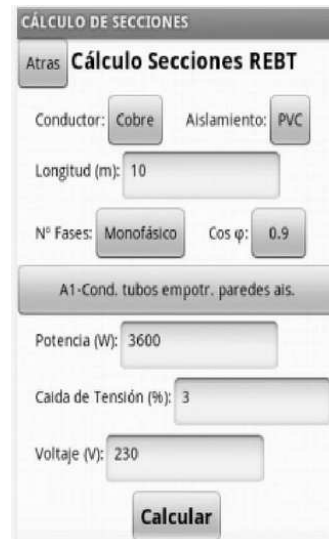 CÁLCULO DE SECCIONES
Atras Cálculo Secciones REBT
Conductor: Cobre Aislamiento: PVC
Longitud (m): 10
Nº Fases: Monofásico Cos φ: 0.9
A1-Cond. tubos empotr. paredes ais.
Potencia (W): 3600
Caida de Tensión (%): 3
Voltaje (V): 230
Calcular